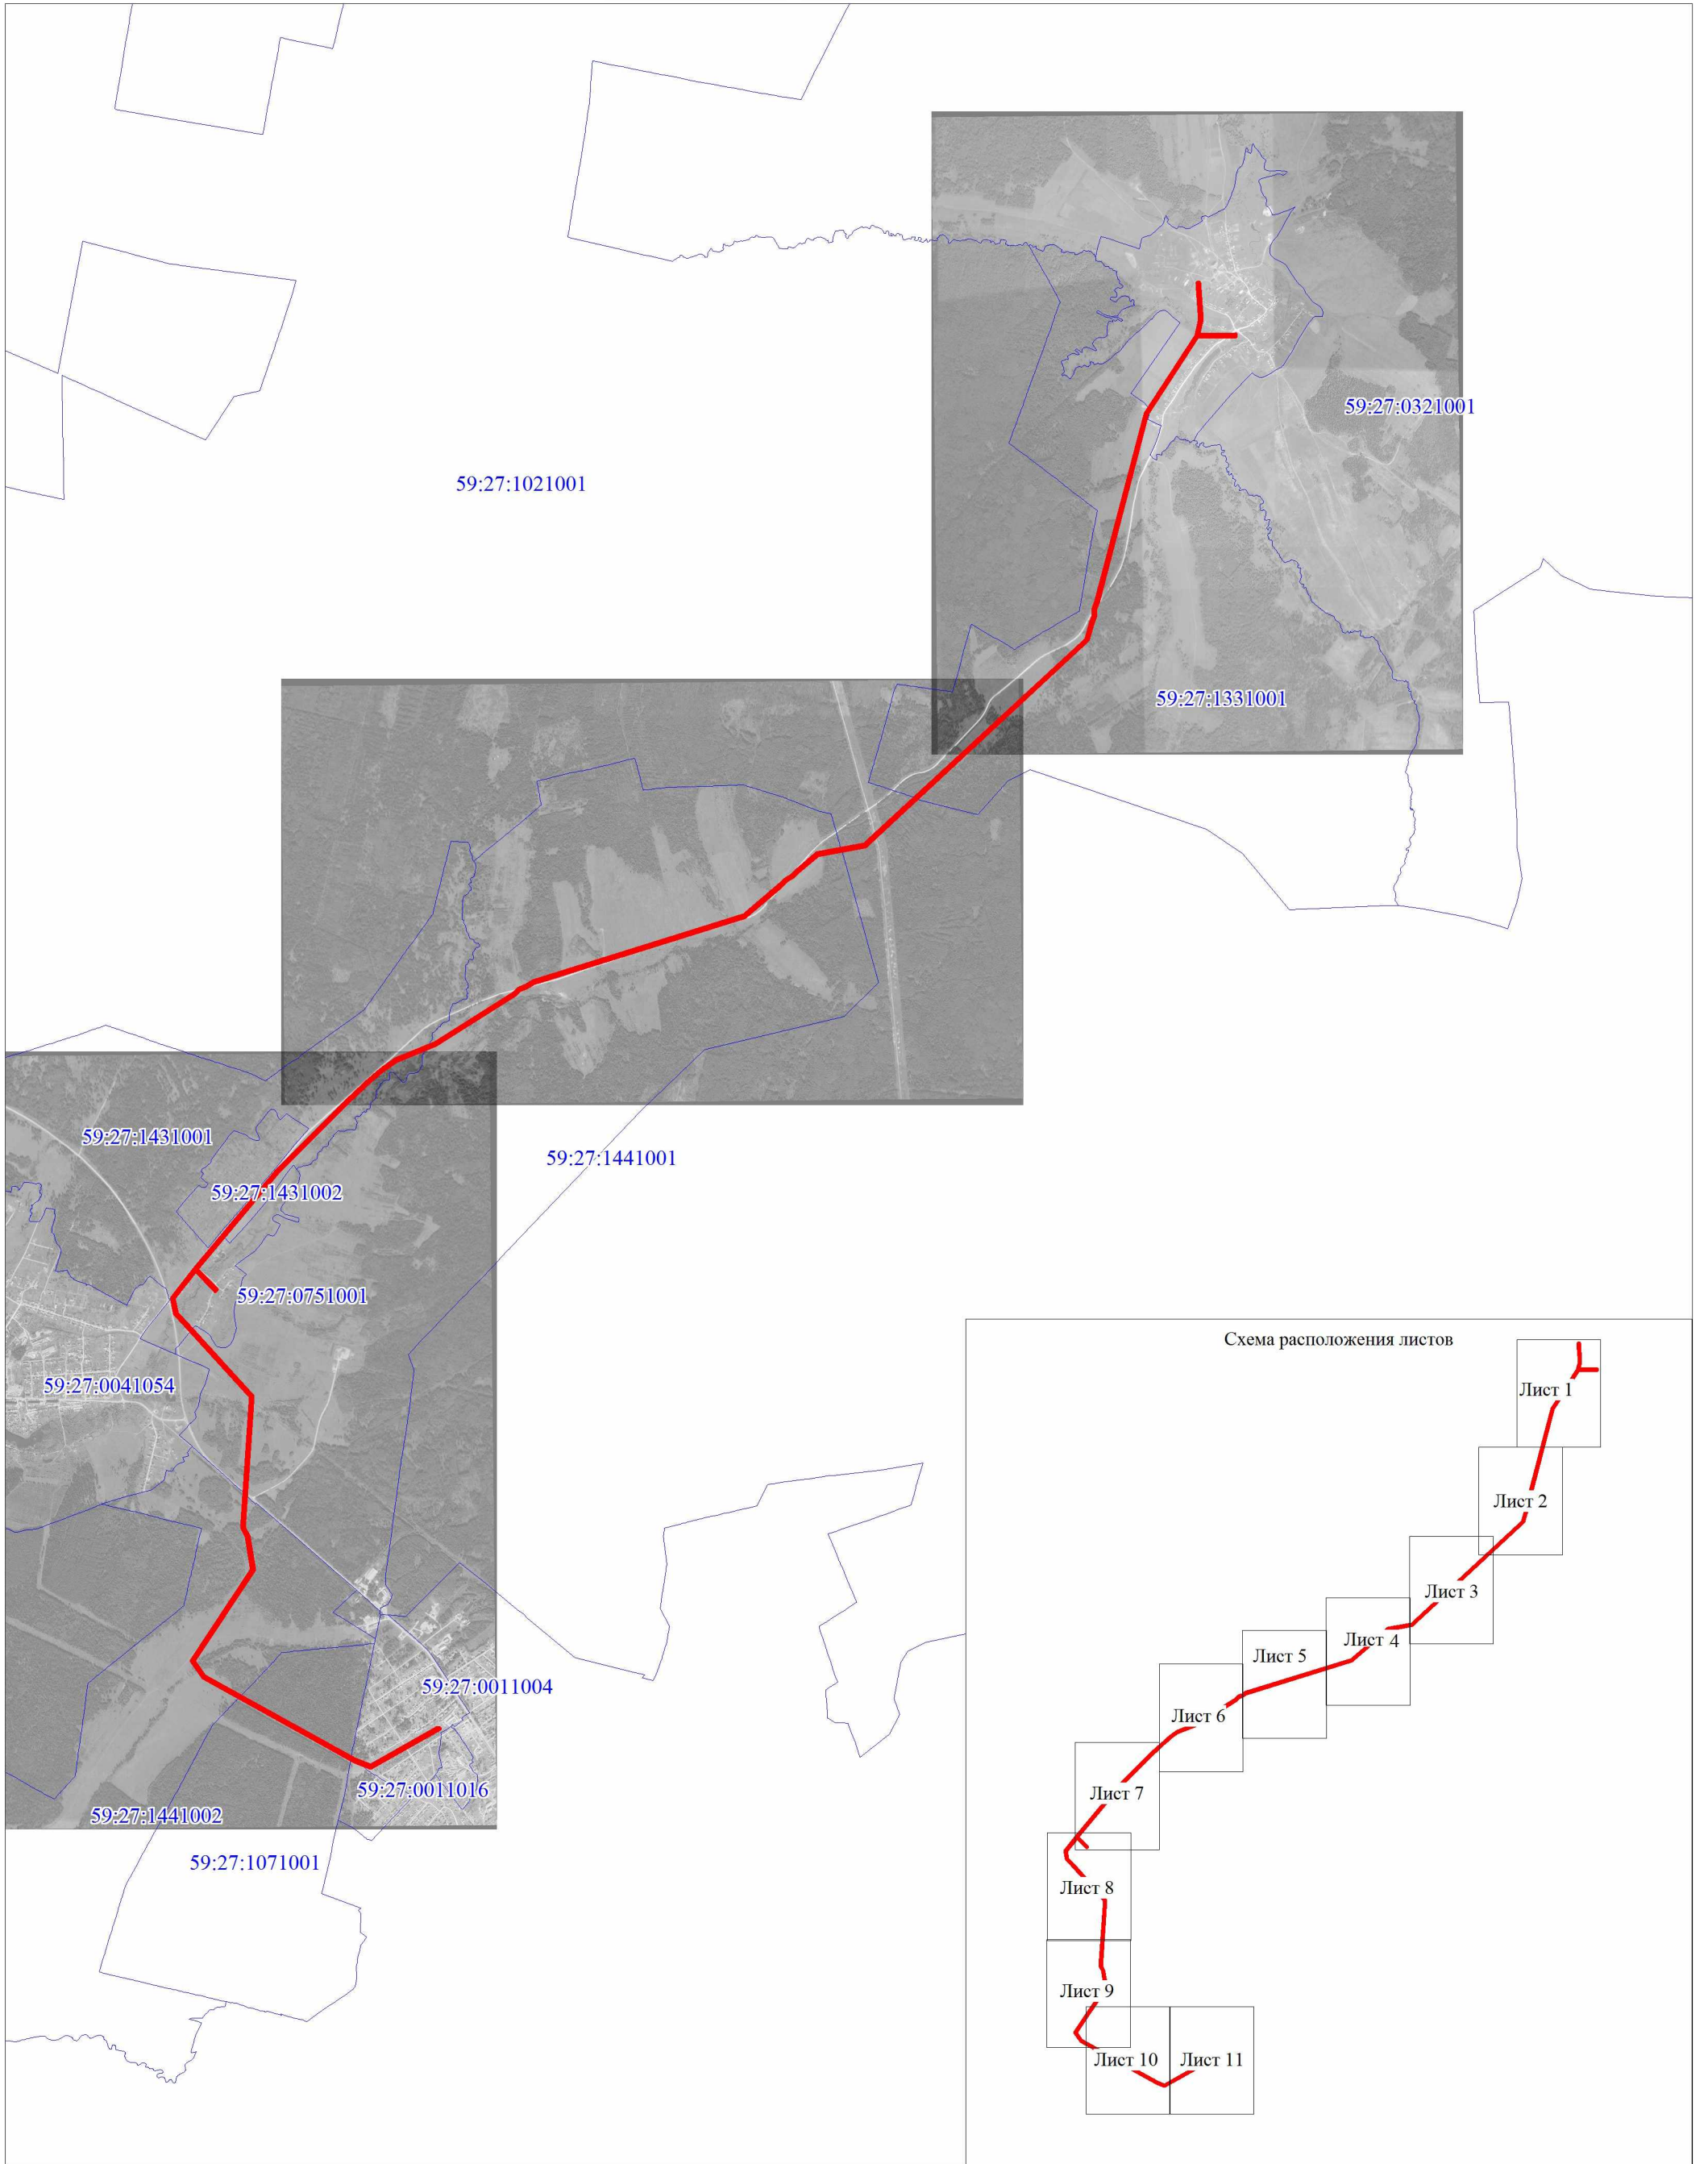 59:27:0321001
59:27:1021001
59:27:1331001
59:27:1431001
59:27:1441001
59:27:1431002
59:27:0751001
59:27:0041054
59:27:0011004
59:27:0011016
59:27:1441002
59:27:1071001
Схема расположения листов
Лист 1
Лист 2
Лист 3
Лист 4
Лист 5
Лист 6
Лист 7
Лист 8
Лист 9
Лист 10
Лист 11